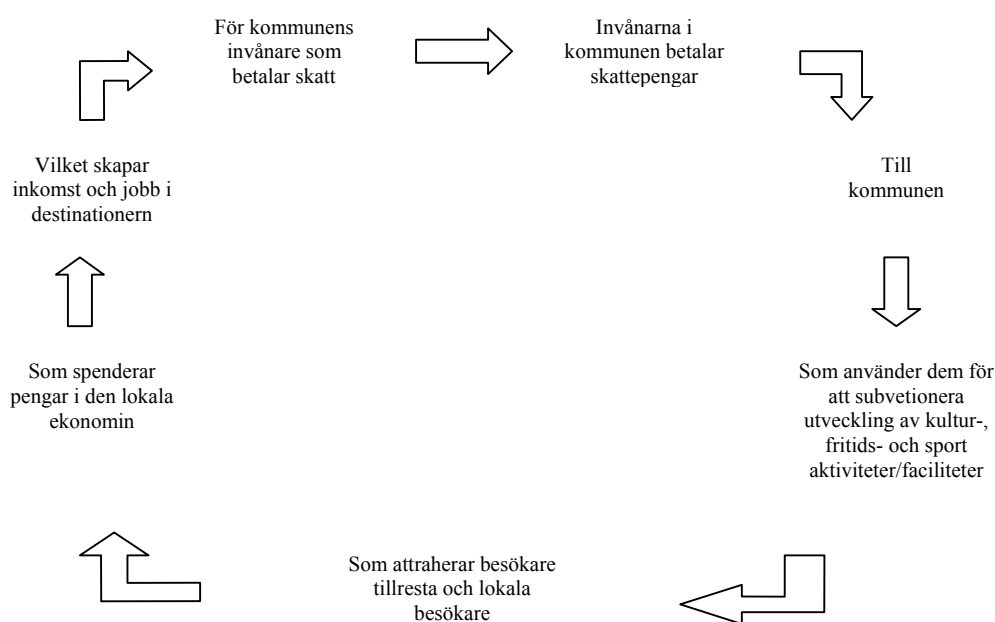 För kommunens
invånare som
betalar skatt
Invånarna i
kommunen betalar
skattepengar
Till
kommunen
Som använder dem för
att subvetionera
utveckling av kultur-,
fritids- och sport
aktiviteter/faciliteter
Som attraherar besökare
tillresta och lokala
besökare
Som spenderar
pengar i den lokala
ekonomin
Vilket skapar
inkomst och jobb i
destinationern